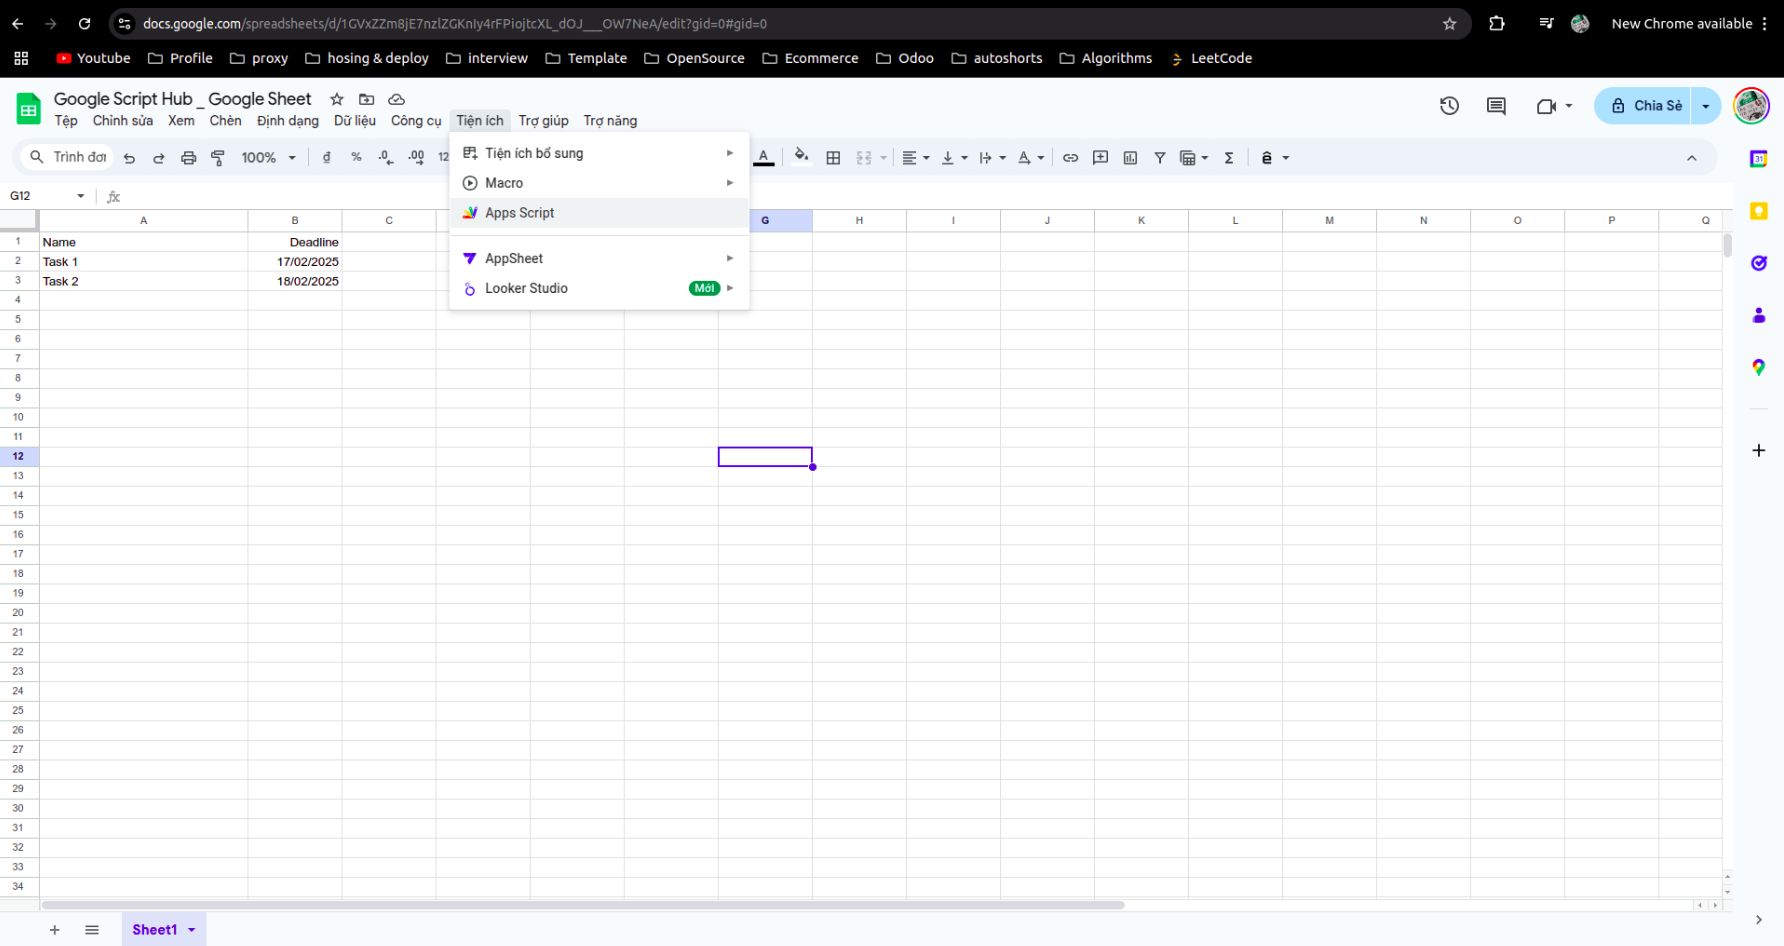 docs.google.com/spreadsheets/d/1GVxZZm8jE7nzlZGKnIy4rFPiojtcXL_dOJ___OW7NeA/edit?gid=0#gid=0
New Chrome available
Youtube Profile proxy hosing & deploy interview Template OpenSource Ecommerce Odoo autoshorts Algorithms LeetCode
Google Script Hub _ Google Sheet
Tệp Chỉnh sửa Xem Chèn Định dạng Dữ liệu Công cụ Tiện ích Trợ giúp Trợ năng
Chia Sẻ
Trình đơn
100% đ % .0 .00 12
A
Tiện ích bổ sung
Macro
Apps Script
AppSheet
Looker Studio Mới
31
G12
fx
A B C G H I J K L M N O P Q
1 Name Deadline
2 Task 1 17/02/2025
3 Task 2 18/02/2025
4
5
6
7
8
9
10
11
12
13
14
15
16
17
18
19
20
21
22
23
24
25
26
27
28
29
30
31
32
33
34
Sheet1